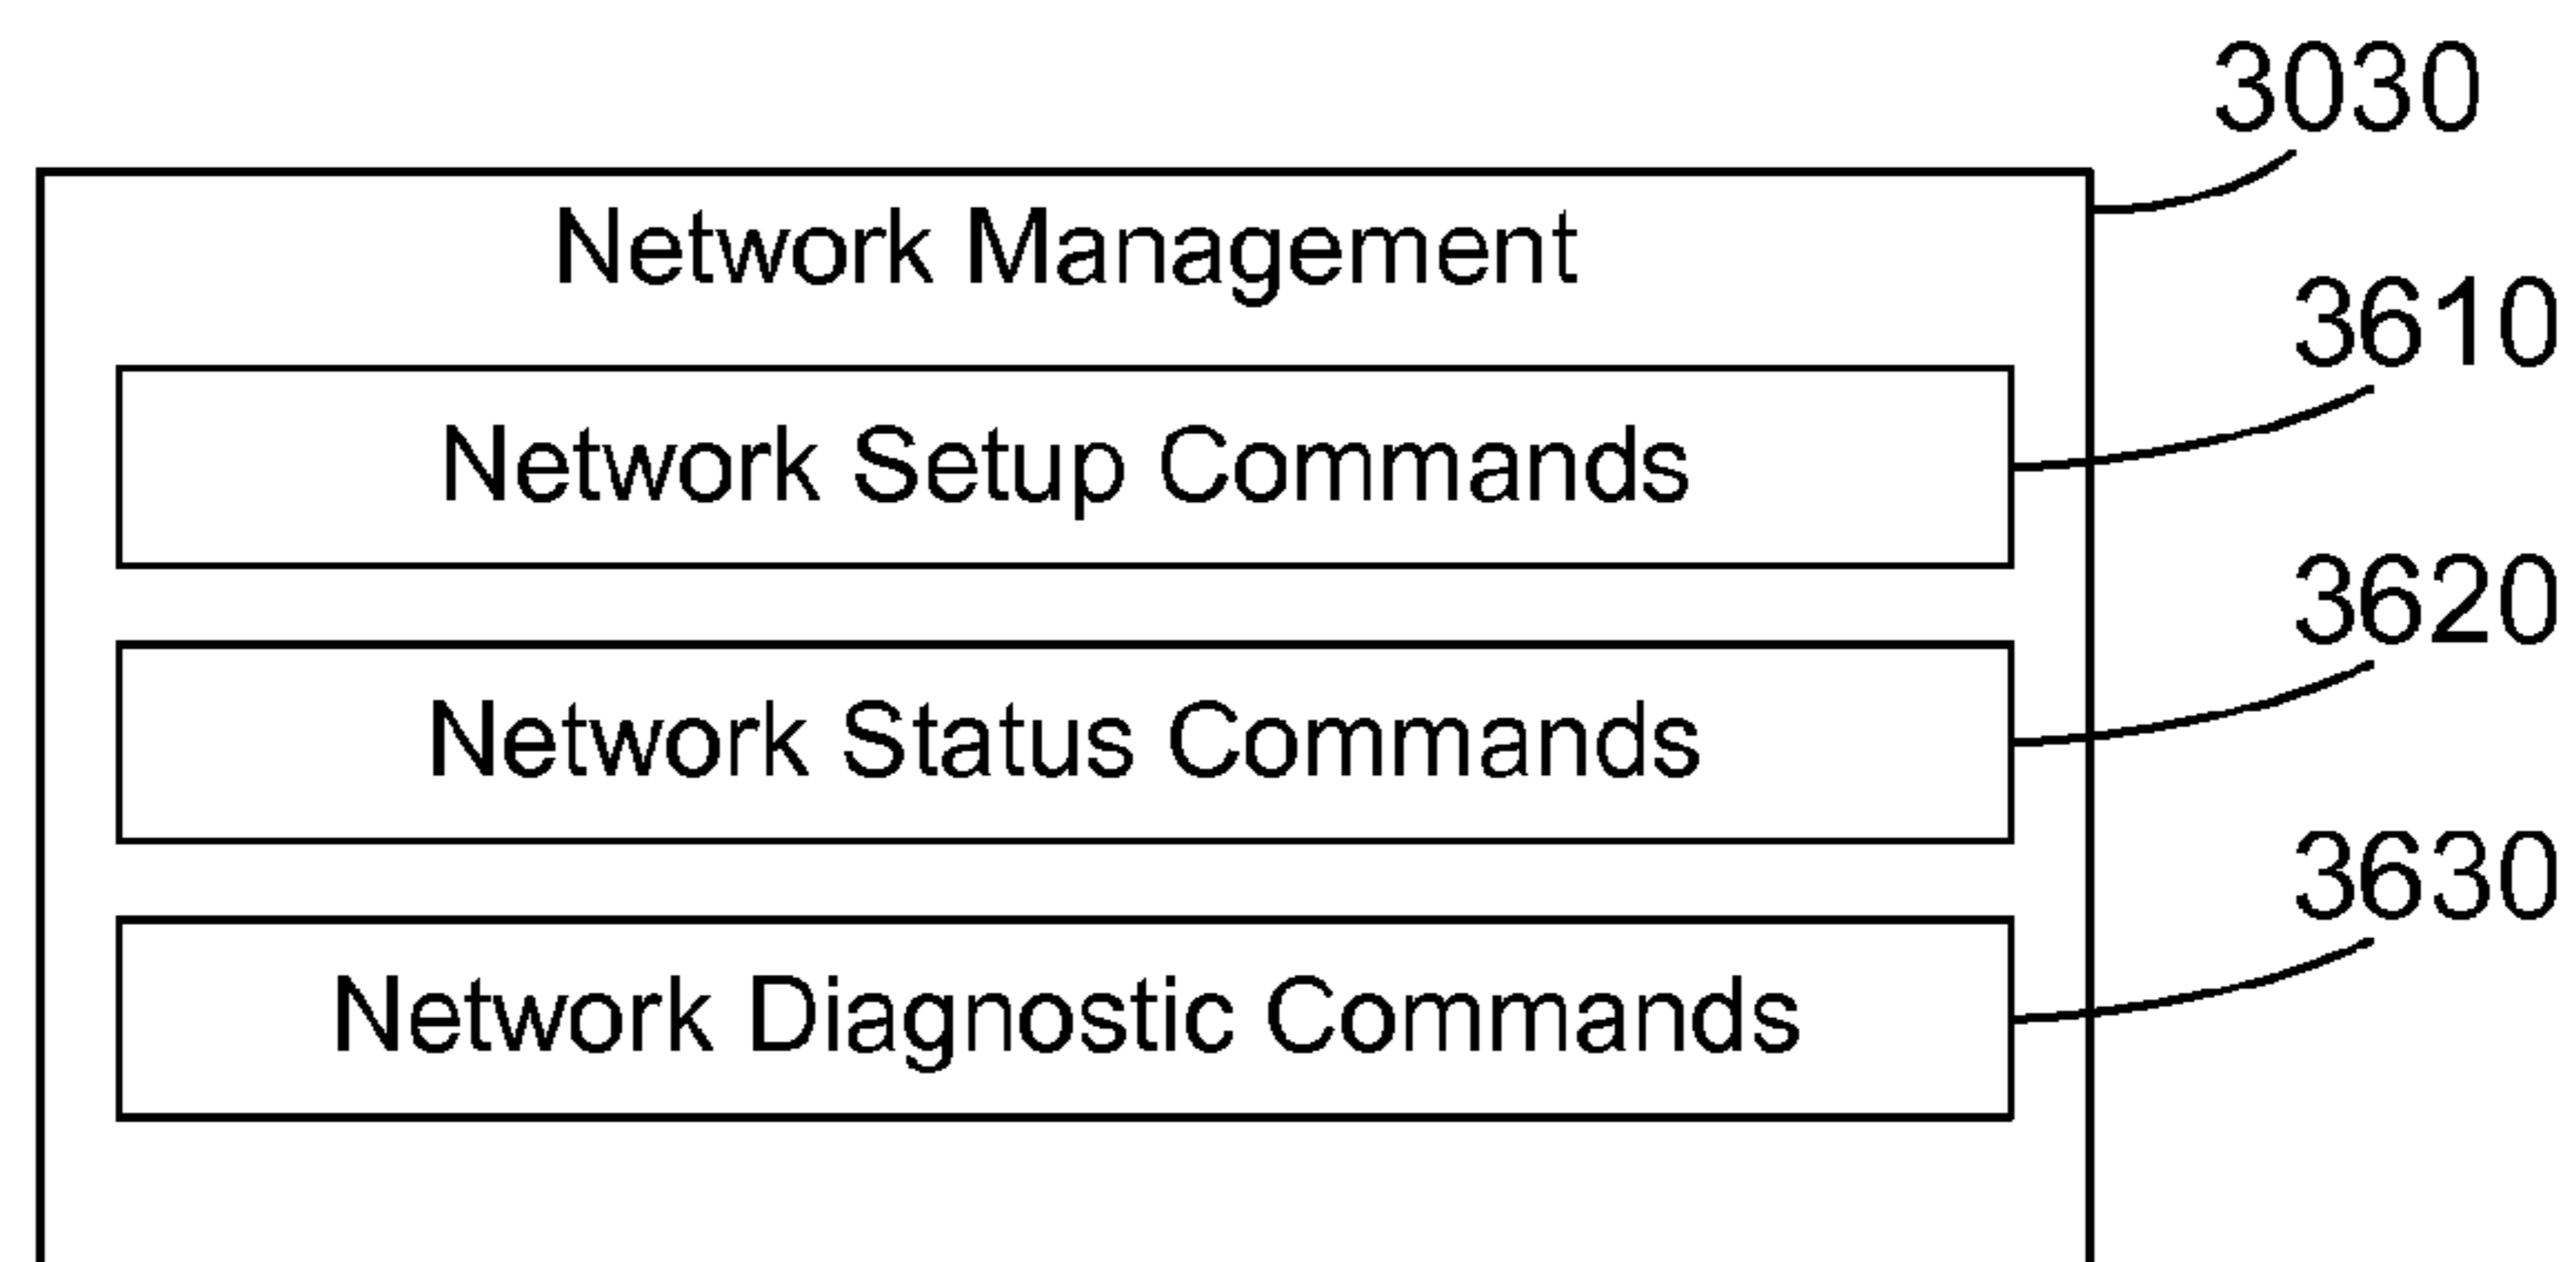 3030
Network Management
3610
Network Setup Commands
3620
Network Status Commands
3630
Network Diagnostic Commands